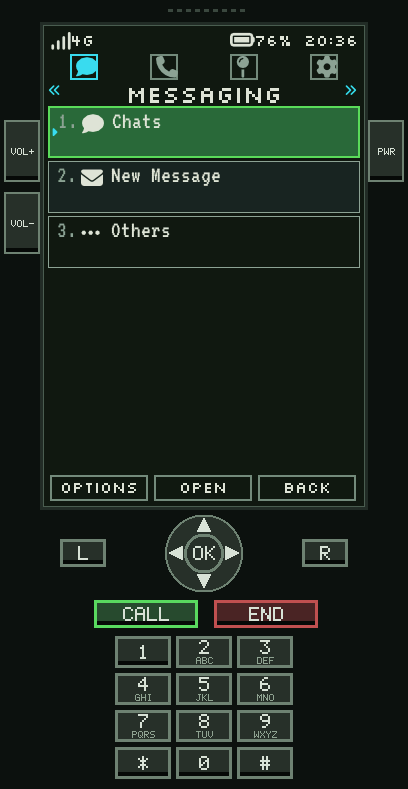 4G 76% 20:36
« »
MESSAGING
1. Chats
2. New Message
3. ••• Others
VOL+
PWR
VOL-
OPTIONS OPEN BACK
L OK R
CALL END
1 2 ABC 3 DEF
4 GHI 5 JKL 6 MNO
7 PQRS 8 TUV 9 WXYZ
* 0 #